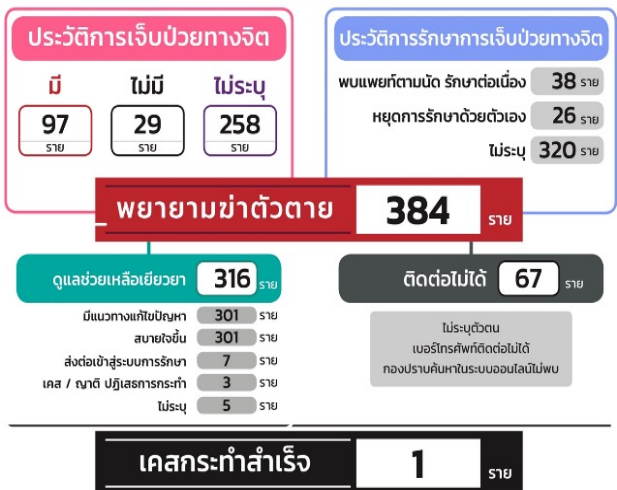 ประวัติการเจ็บป่วยทางจิต
มี ไม่มี ไม่ระบุ
97 29 258
ราย ราย ราย
ประวัติการรักษาการเจ็บป่วยทางจิต
พบแพทย์ตามนัด รักษาต่อเนื่อง 38 ราย
หยุดการรักษาด้วยตัวเอง 26 ราย
ไม่ระบุ 320 ราย
พยายามฆ่าตัวตาย 384 ราย
ดูแลช่วยเหลือเยียวยา 316 ราย
มีแนวทางแก้ไขปัญหา 301 ราย
สบายใจขึ้น 301 ราย
ส่งต่อเข้าสู่ระบบการรักษา 7 ราย
เคส / ญาติ ปฏิเสธการกระทำ 3 ราย
ไม่ระบุ 5 ราย
ติดต่อไม่ได้ 67 ราย
ไม่ระบุตัวตน
เบอร์โทรศัพท์ติดต่อไม่ได้
กองปราบค้นหาในระบบออนไลน์ไม่พบ
เคสกระทำสำเร็จ 1 ราย